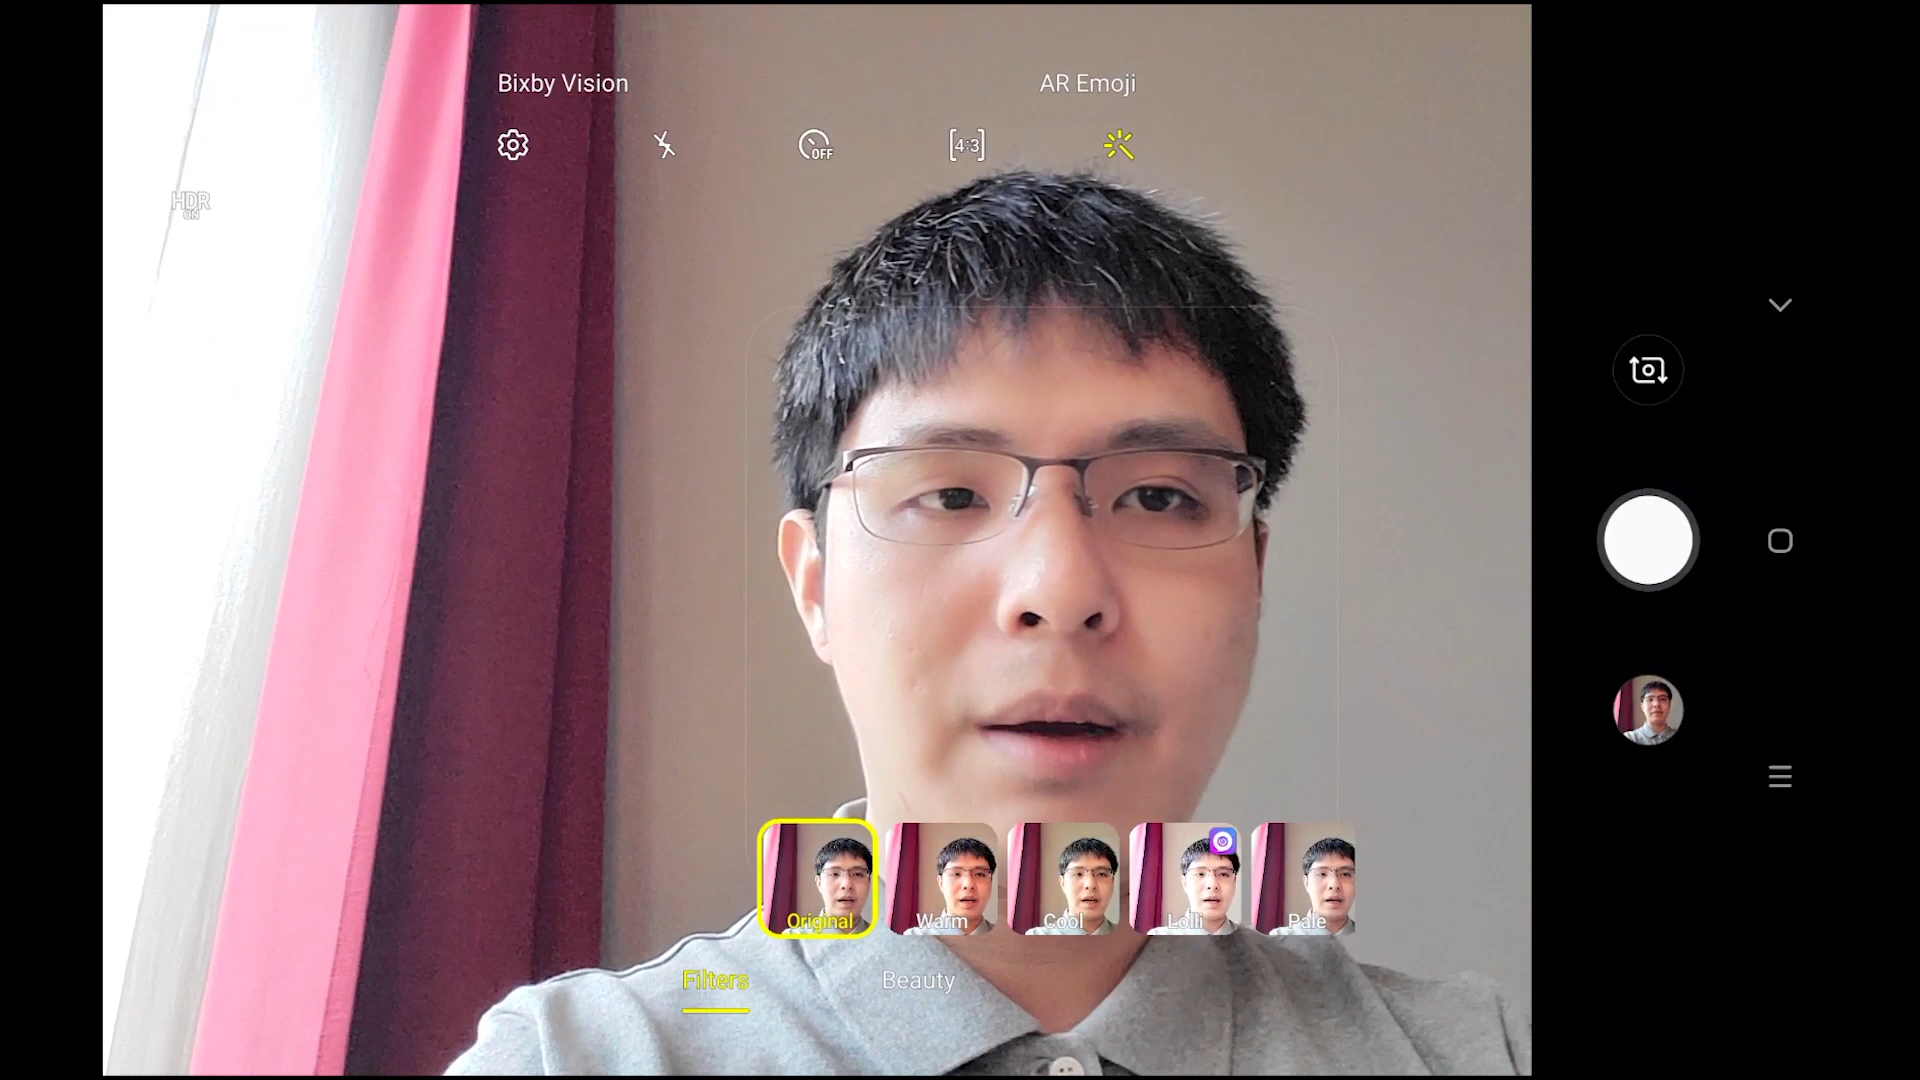 Bixby Vision
AR Emoji
OFF
4:3
HDR
ON
Original
Warm
Cool
Lolli
Pale
Filters
Beauty